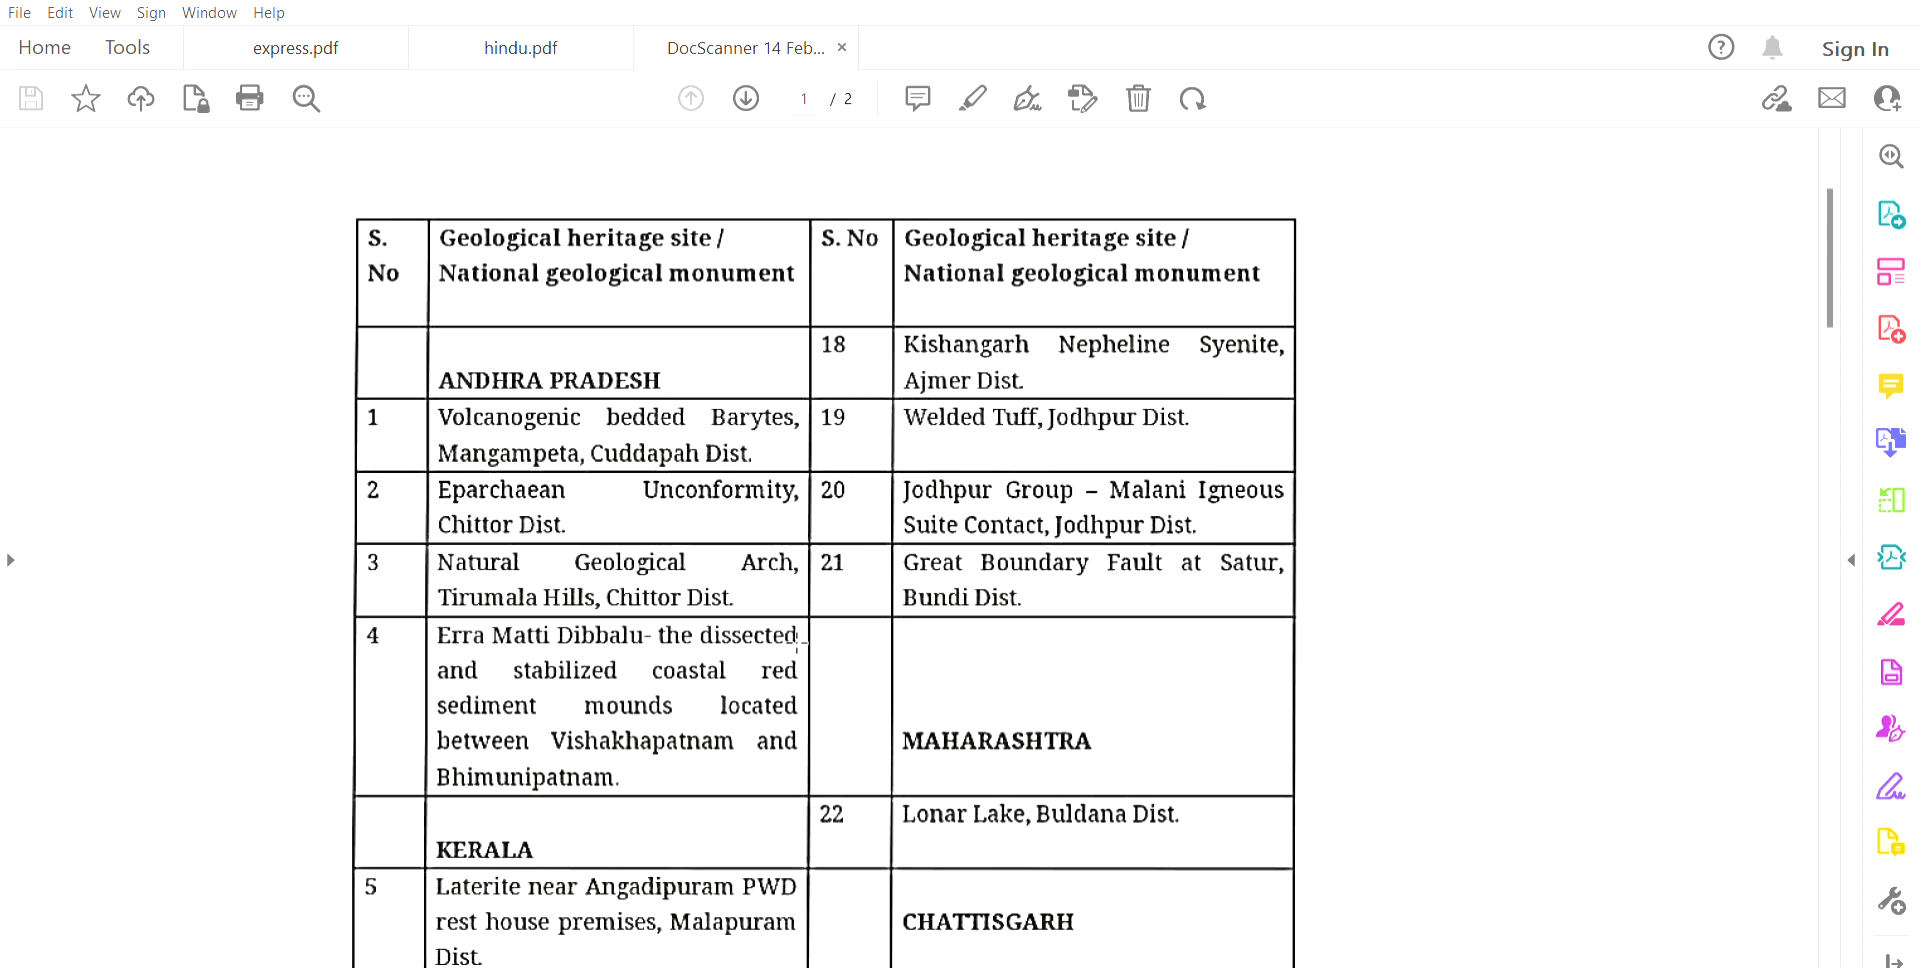 File Edit View Sign Window Help
Home Tools express.pdf hindu.pdf DocScanner 14 Feb... × Sign In
1 / 2
S. No
Geological heritage site /
National geological monument
S. No
Geological heritage site /
National geological monument
ANDHRA PRADESH
18
Kishangarh Nepheline Syenite,
Ajmer Dist.
1
Volcanogenic bedded Barytes,
Mangampeta, Cuddapah Dist.
19
Welded Tuff, Jodhpur Dist.
2
Eparchaean Unconformity,
Chittor Dist.
20
Jodhpur Group – Malani Igneous
Suite Contact, Jodhpur Dist.
3
Natural Geological Arch,
Tirumala Hills, Chittor Dist.
21
Great Boundary Fault at Satur,
Bundi Dist.
4
Erra Matti Dibbalu- the dissected
and stabilized coastal red
sediment mounds located
between Vishakhapatnam and
Bhimunipatnam.
MAHARASHTRA
KERALA
22
Lonar Lake, Buldana Dist.
5
Laterite near Angadipuram PWD
rest house premises, Malapuram
Dist.
CHATTISGARH